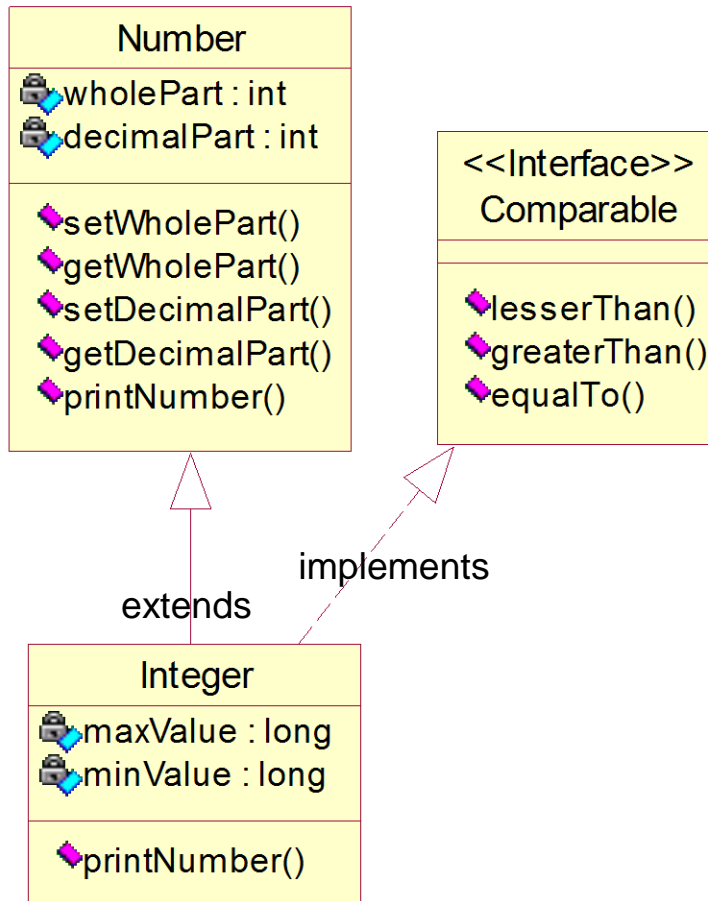 Number
wholePart : int
decimalPart : int
setWholePart()
getWholePart()
setDecimalPart()
getDecimalPart()
printNumber()
<<Interface>>
Comparable
lesserThan()
greaterThan()
equalTo()
implements
extends
Integer
maxValue : long
minValue : long
printNumber()